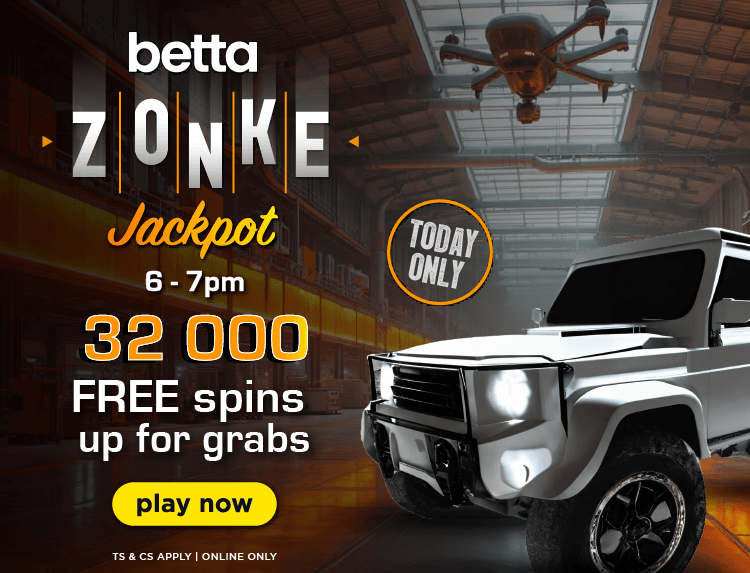 betta
ZONKE
Jackpot
6 - 7pm
32 000
FREE spins
up for grabs
play now
TS & CS APPLY | ONLINE ONLY
TODAY
ONLY